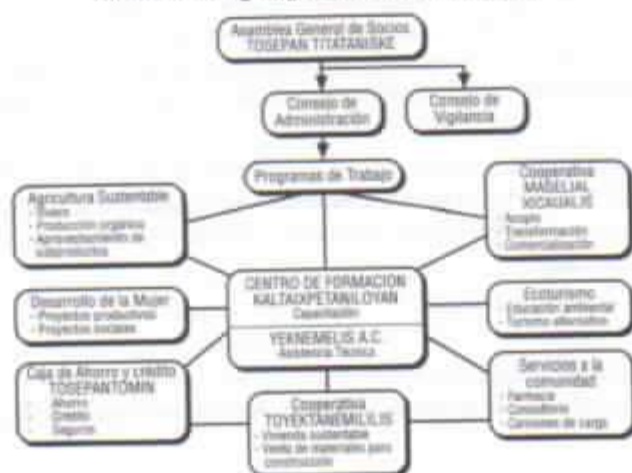 Asamblea General de Socios
TOSEPAN TITATANISKE
Consejo de
Administración
Consejo de
Vigilancia
Programas de Trabajo
Agricultura Sustentable
- Vivero
- Producción orgánica
- Aprovechamiento de
subproductos
Cooperativa
MASELIAL
XICAUALIS
- Acopio
- Transformación
- Comercialización
CENTRO DE FORMACION
KALTAIXPETANILOYAN
Capacitación
YEKNEMELIS A.C.
Asistencia Técnica
Desarrollo de la Mujer
- Proyectos productivos
- Proyectos sociales
Ecoturismo
- Educación ambiental
- Turismo alternativo
Caja de Ahorro y crédito
TOSEPANTOMIN
- Ahorro
- Crédito
- Seguros
Cooperativa
TOYEKTANEMILILIS
- Vivienda sustentable
- Venta de materiales para
construcción
Servicios a la
comunidad
- Farmacia
- Consultorio
- Camiones de carga